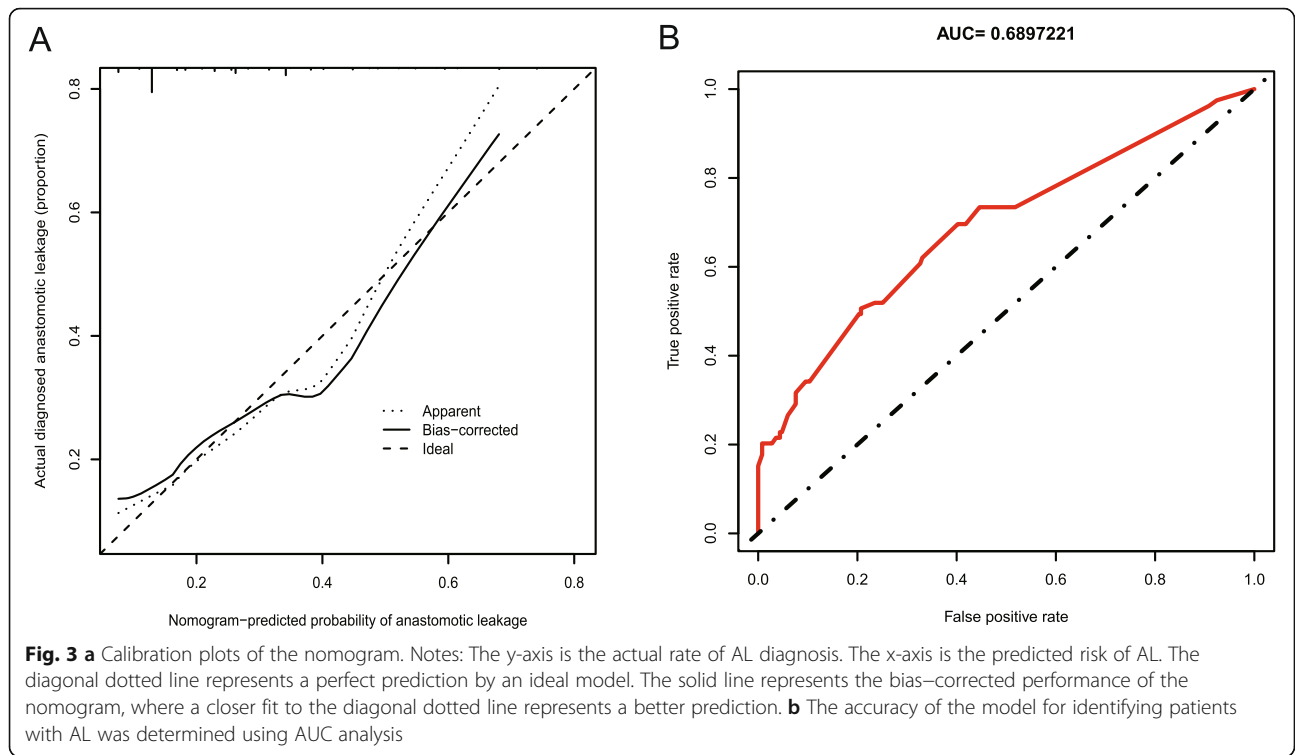 A
0.8
0.6
0.4
0.2
Actual diagnosed anastomotic leakage (proportion)
Apparent
Bias−corrected
Ideal
0.2 0.4 0.6 0.8
Nomogram−predicted probability of anastomotic leakage
B
AUC= 0.6897221
1.0
0.8
0.6
0.4
0.2
0.0
True positive rate
0.0 0.2 0.4 0.6 0.8 1.0
False positive rate
Fig. 3 a Calibration plots of the nomogram. Notes: The y-axis is the actual rate of AL diagnosis. The x-axis is the predicted risk of AL. The
diagonal dotted line represents a perfect prediction by an ideal model. The solid line represents the bias–corrected performance of the
nomogram, where a closer fit to the diagonal dotted line represents a better prediction. b The accuracy of the model for identifying patients
with AL was determined using AUC analysis